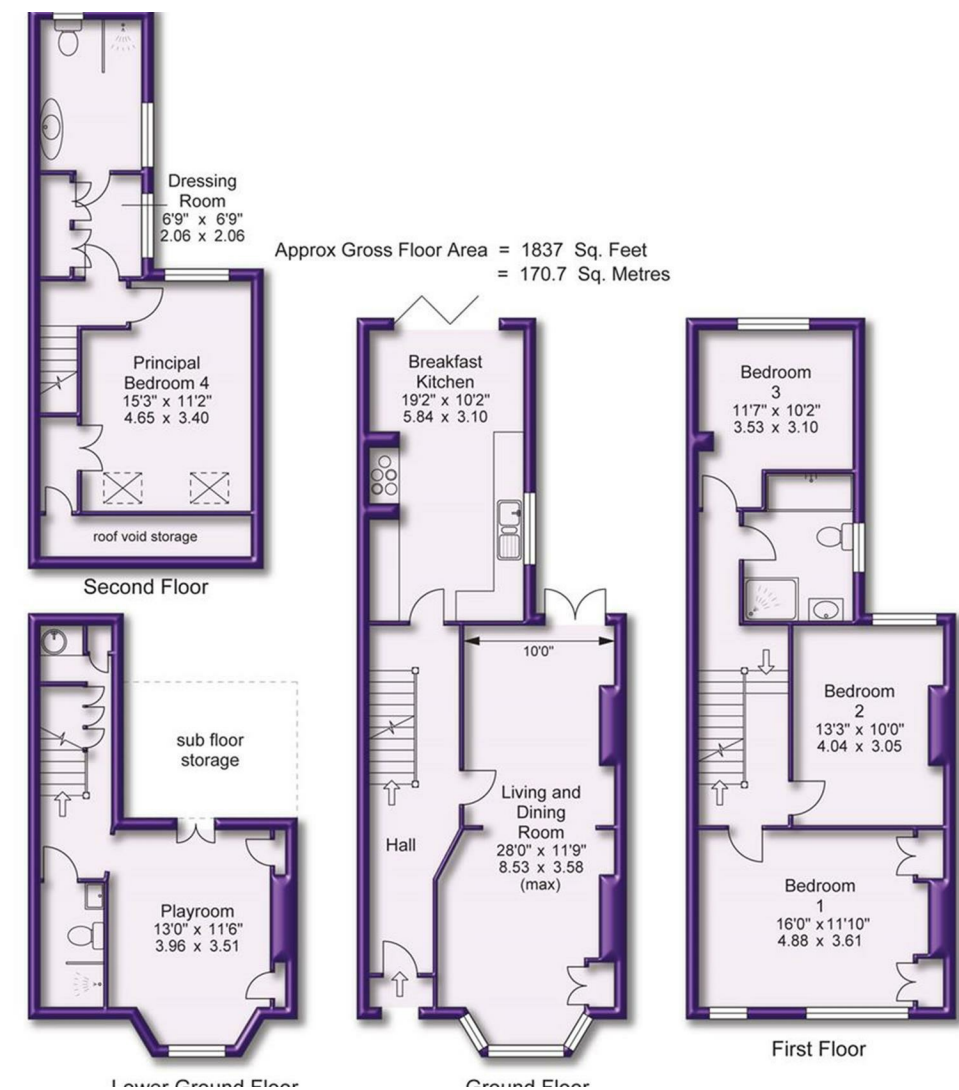 Dressing
Room
6'9" x 6'9"
2.06 x 2.06
Approx Gross Floor Area = 1837 Sq. Feet
= 170.7 Sq. Metres
Principal
Bedroom 4
15'3" x 11'2"
4.65 x 3.40
roof void storage
Second Floor
Breakfast
Kitchen
19'2" x 10'2"
5.84 x 3.10
Bedroom
3
11'7" x 10'2"
3.53 x 3.10
10'0"
sub floor
storage
Bedroom
2
13'3" x 10'0"
4.04 x 3.05
Living and
Dining
Room
28'0" x 11'9"
8.53 x 3.58
(max)
Hall
Playroom
13'0" x 11'6"
3.96 x 3.51
Bedroom
1
16'0" x 11'10"
4.88 x 3.61
First Floor
Lower Ground Floor
Ground Floor